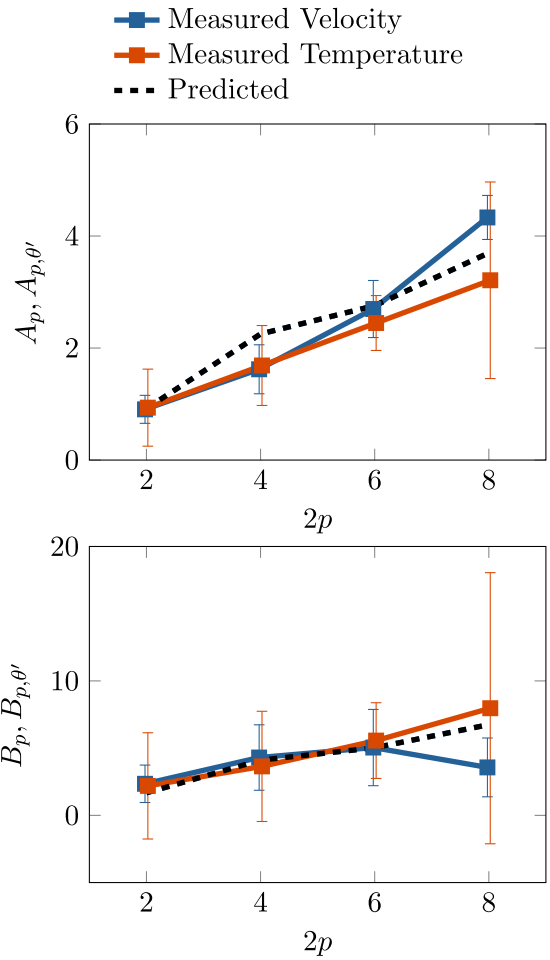 Measured Velocity
Measured Temperature
Predicted
6
4
2
0
A_p, A_{p,θ′}
2 4 6 8
2p
20
10
0
B_p, B_{p,θ′}
2 4 6 8
2p